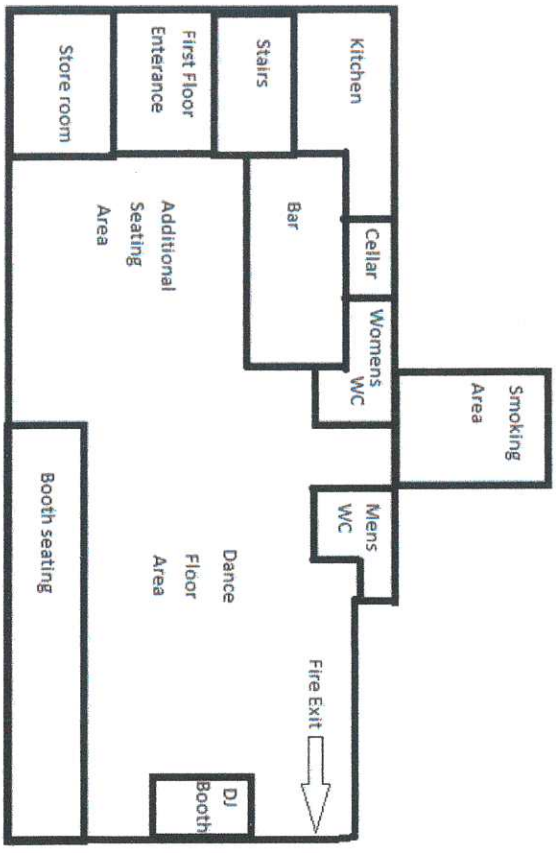 Smoking
Area
Kitchen
Cellar
Womens
WC
Mens
WC
Fire Exit
Stairs
Bar
First Floor
Enterance
Additional
Seating
Area
Dance
Floor
Area
DJ
Booth
Store room
Booth seating